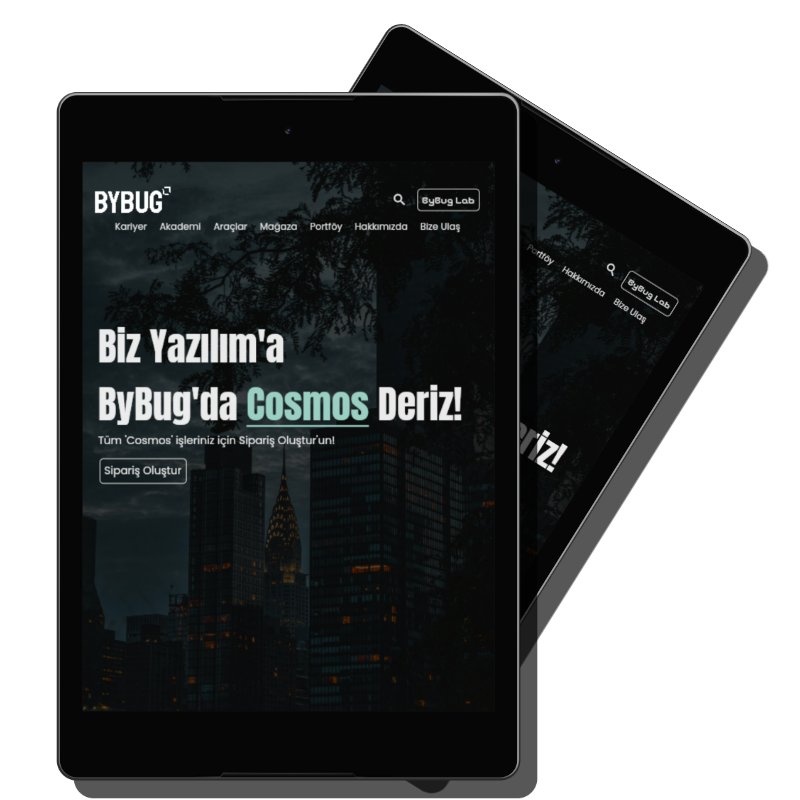 BYBUG
ByBug Lab
Kariyer Akademi Araçlar Mağaza Portföy Hakkımızda Bize Ulaş
Biz Yazılım'a
ByBug'da Cosmos Deriz!
Tüm 'Cosmos' işleriniz için Sipariş Oluştur'un!
Sipariş Oluştur
ByBug Lab
Portföy Hakkımızda Bize Ulaş